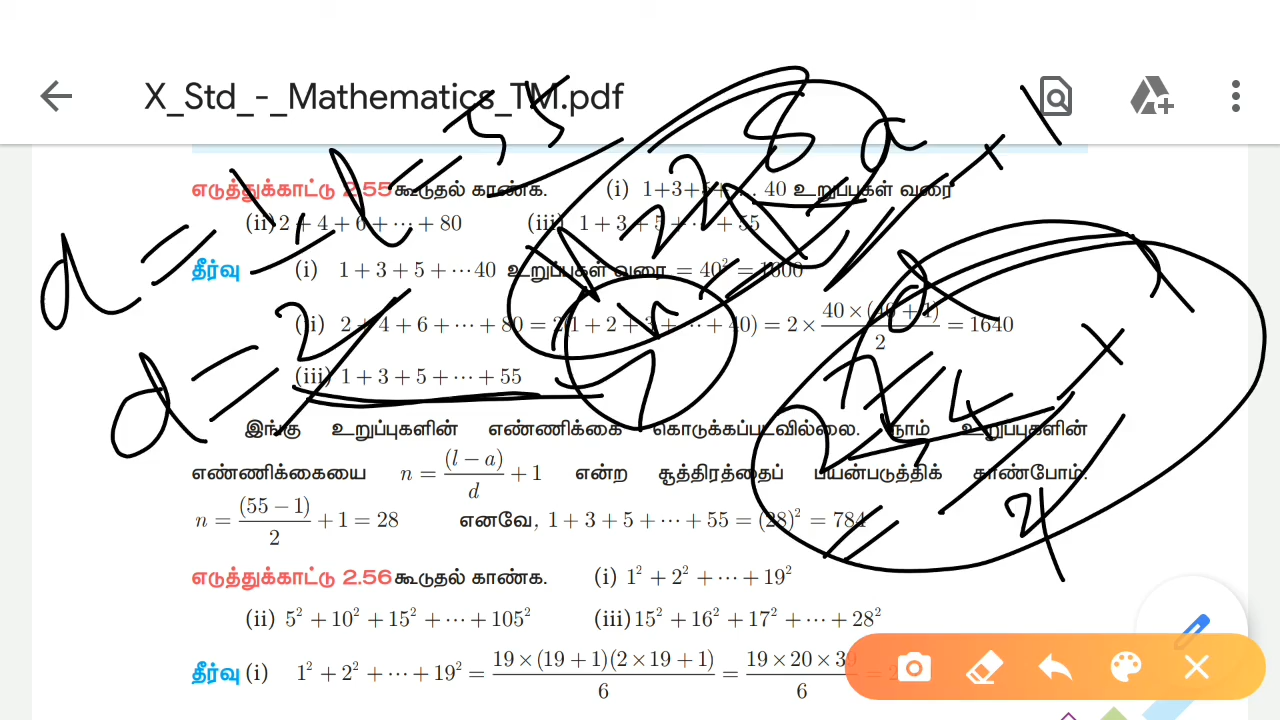 X_Std_-_Mathematics_TM.pdf
எடுத்துக்காட்டு 2.55 கூடுதல் காண்க. (i) 1+3+5+... 40 உறுப்புகள் வரை
(ii) 2 + 4 + 6 + ⋯ + 80 (iii) 1 + 3 + 5 + ⋯ + 55
தீர்வு (i) 1 + 3 + 5 + ⋯ 40 உறுப்புகள் வரை = 40² = 1600
(ii) 2 + 4 + 6 + ⋯ + 80 = 2(1 + 2 + 3 + ⋯ + 40) = 2 × 40 × (40 + 1) / 2 = 1640
(iii) 1 + 3 + 5 + ⋯ + 55
இங்கு உறுப்புகளின் எண்ணிக்கை கொடுக்கப்படவில்லை. நாம் உறுப்புகளின்
எண்ணிக்கையை n = (l − a) / d + 1 என்ற சூத்திரத்தைப் பயன்படுத்திக் காண்போம்.
n = (55 − 1) / 2 + 1 = 28 எனவே, 1 + 3 + 5 + ⋯ + 55 = (28)² = 784
எடுத்துக்காட்டு 2.56 கூடுதல் காண்க. (i) 1² + 2² + ⋯ + 19²
(ii) 5² + 10² + 15² + ⋯ + 105² (iii) 15² + 16² + 17² + ⋯ + 28²
தீர்வு (i) 1² + 2² + ⋯ + 19² = 19 × (19 + 1)(2 × 19 + 1) / 6 = 19 × 20 × 39 / 6